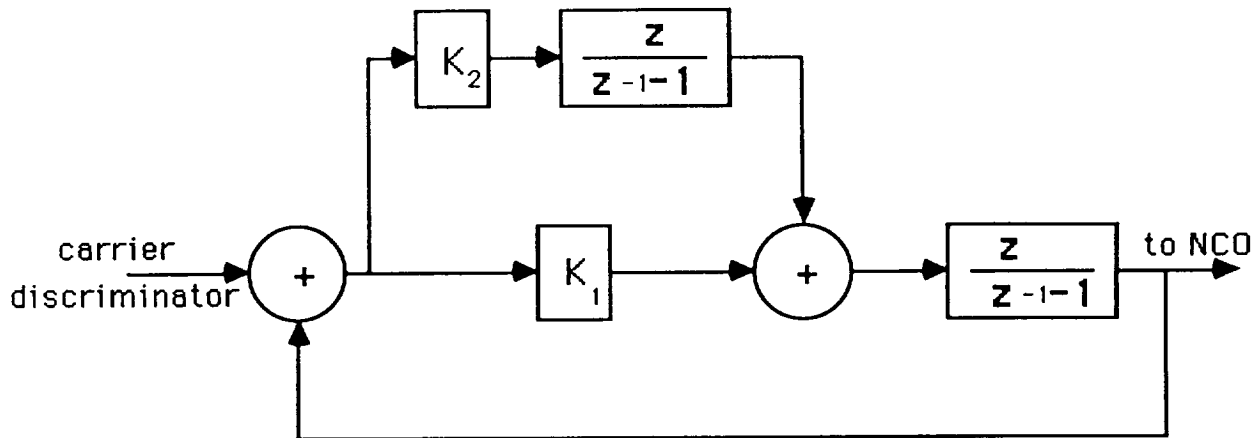 K₂
z
z -1-1
carrier
discriminator
+
K₁
+
z
z -1-1
to NCO